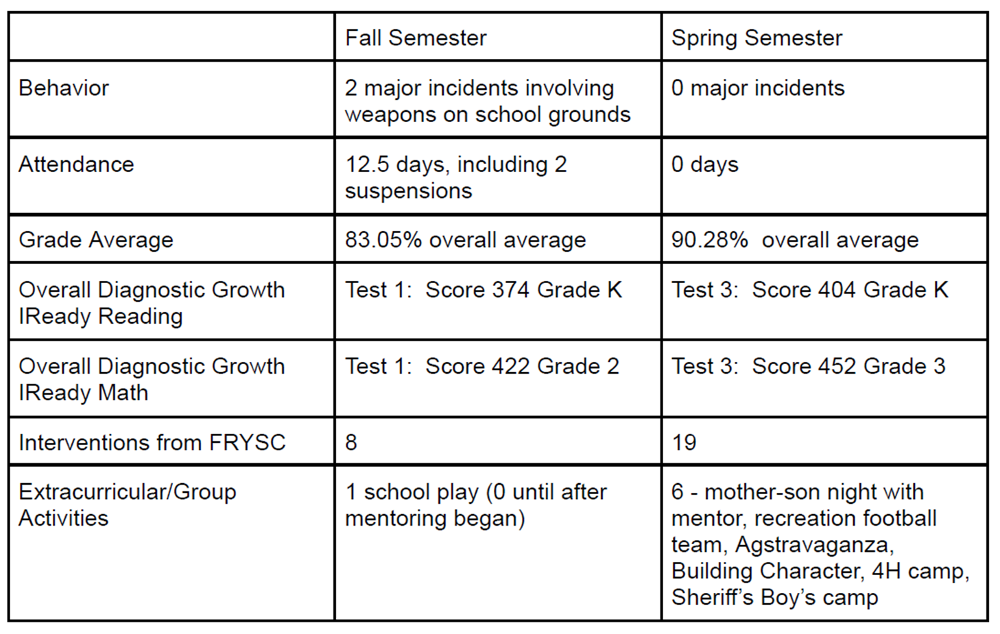 Fall Semester
Spring Semester
Behavior
2 major incidents involving
weapons on school grounds
0 major incidents
Attendance
12.5 days, including 2
suspensions
0 days
Grade Average
83.05% overall average
90.28%  overall average
Overall Diagnostic Growth
IReady Reading
Test 1:  Score 374 Grade K
Test 3:  Score 404 Grade K
Overall Diagnostic Growth
IReady Math
Test 1:  Score 422 Grade 2
Test 3:  Score 452 Grade 3
Interventions from FRYSC
8
19
Extracurricular/Group
Activities
1 school play (0 until after
mentoring began)
6 - mother-son night with
mentor, recreation football
team, Agstravaganza,
Building Character, 4H camp,
Sheriff’s Boy’s camp